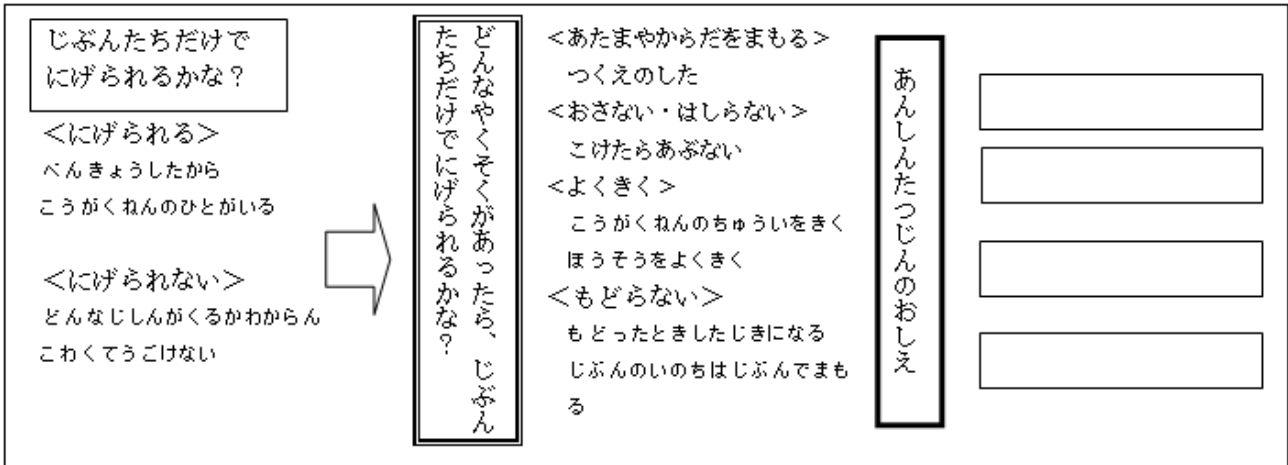 じぶんたちだけで
にげられるかな？
＜にげられる＞
べんきょうしたから
こうがくねんのひとがいる
＜にげられない＞
どんなじしんがくるかわからん
こわくてうごけない
どんなやくそくがあったら、じぶん
たちだけでにげられるかな？
＜あたまやからだをまもる＞
つくえのした
＜おさない・はしらない＞
こけたらあぶない
＜よくきく＞
こうがくねんのちゅういをきく
ほうそうをよくきく
＜もどらない＞
もどったときしたじきになる
じぶんのいのちはじぶんでまも
る
あんしんたつじんのおしえ